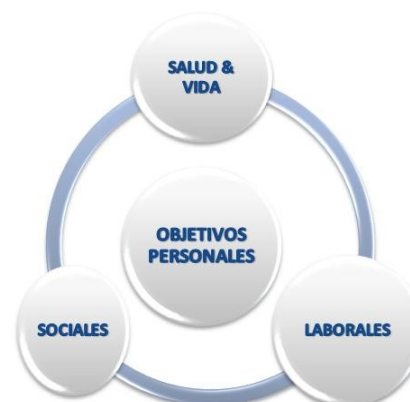 SALUD &
VIDA
OBJETIVOS
PERSONALES
SOCIALES
LABORALES